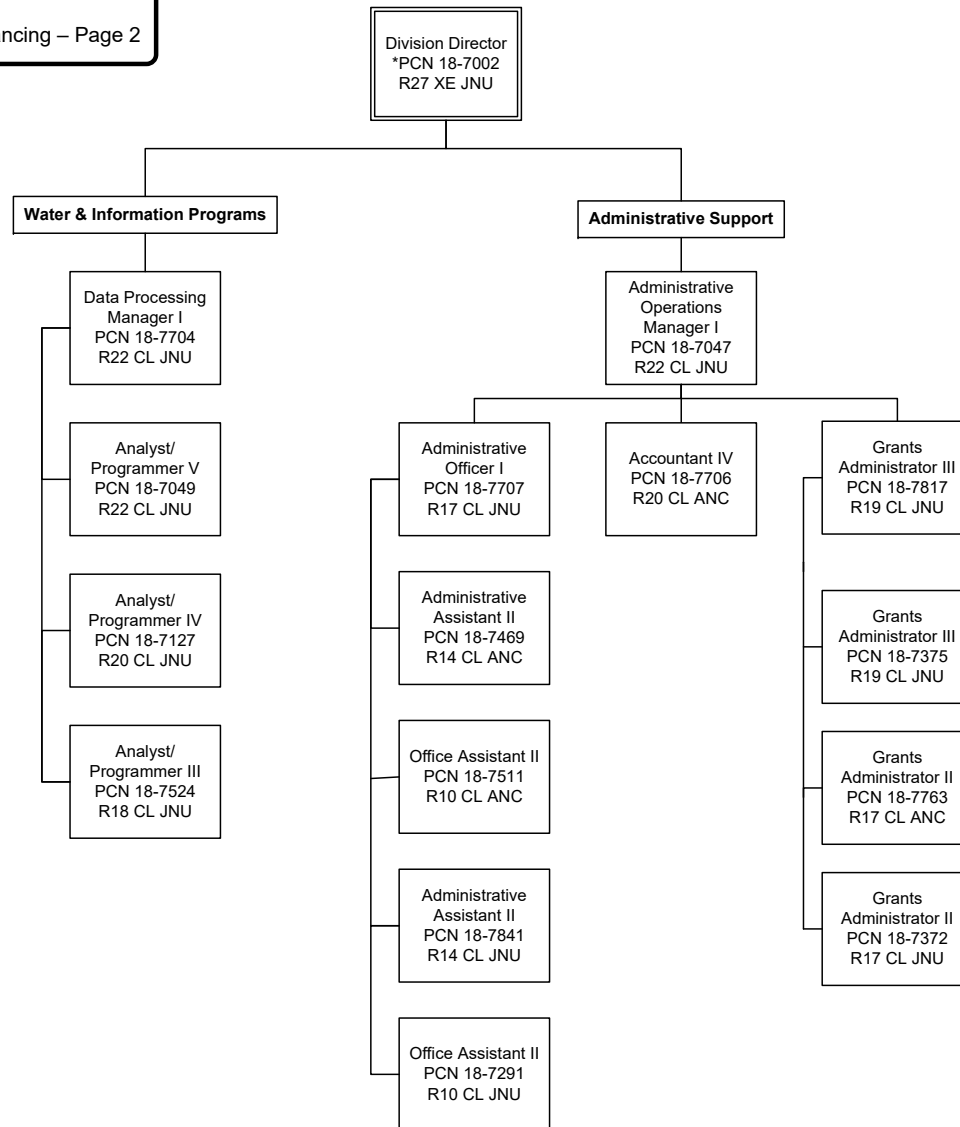 ancing – Page 2
Division Director
*PCN 18-7002
R27 XE JNU
Water & Information Programs
Data Processing
Manager I
PCN 18-7704
R22 CL JNU
Analyst/
Programmer V
PCN 18-7049
R22 CL JNU
Analyst/
Programmer IV
PCN 18-7127
R20 CL JNU
Analyst/
Programmer III
PCN 18-7524
R18 CL JNU
Administrative Support
Administrative
Operations
Manager I
PCN 18-7047
R22 CL JNU
Administrative
Officer I
PCN 18-7707
R17 CL JNU
Administrative
Assistant II
PCN 18-7469
R14 CL ANC
Office Assistant II
PCN 18-7511
R10 CL ANC
Administrative
Assistant II
PCN 18-7841
R14 CL JNU
Office Assistant II
PCN 18-7291
R10 CL JNU
Accountant IV
PCN 18-7706
R20 CL ANC
Grants
Administrator III
PCN 18-7817
R19 CL JNU
Grants
Administrator III
PCN 18-7375
R19 CL JNU
Grants
Administrator II
PCN 18-7763
R17 CL ANC
Grants
Administrator II
PCN 18-7372
R17 CL JNU